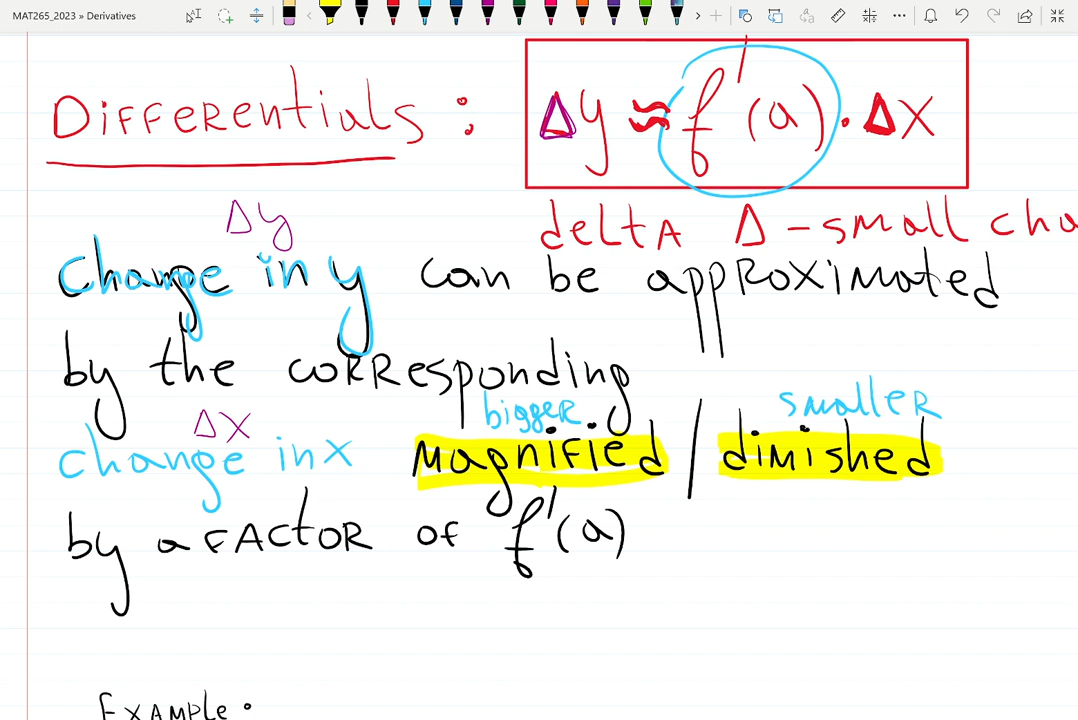 MAT265_2023 » Derivatives
Differentials : Δy ≈ f'(a) · Δx
delta Δ - small cha
Δy
change in y can be approximated
by the corresponding
bigger smaller
Δx
change in x magnified / dimished
by a factor of f'(a)
Example :